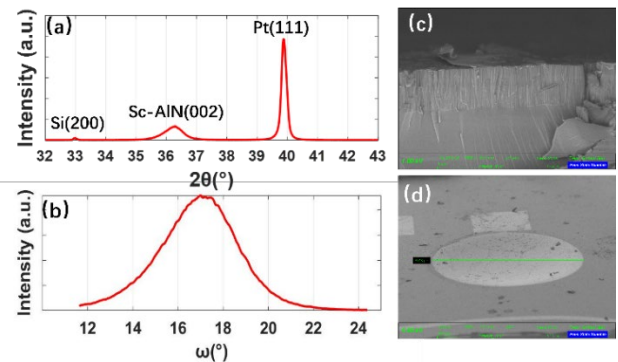 (a)
Intensity (a.u.)
Si(200)
Sc-AlN(002)
Pt(111)
32 33 34 35 36 37 38 39 40 41 42 43
2θ(°)
(b)
Intensity (a.u.)
12 14 16 18 20 22 24
ω(°)
(c)
(d)